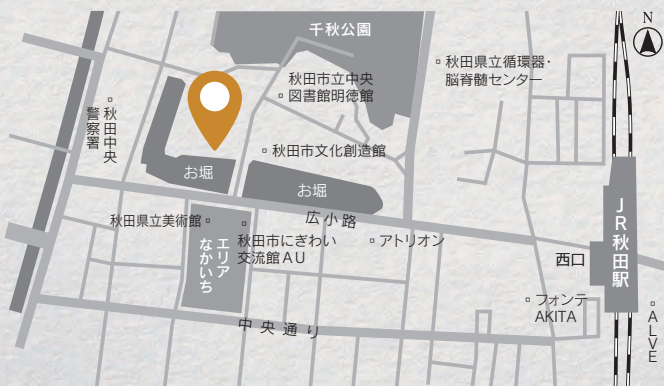 千秋公園
N
秋田県立循環器・
脳脊髄センター
秋田市立中央
図書館明徳館
秋田中央
警察署
秋田市文化創造館
お堀
お堀
広小路
秋田県立美術館
エリア
なかいち
秋田市にぎわい
交流館AU
アトリオン
JR秋田駅
西口
フォンテ
AKITA
ALVE
中央通り